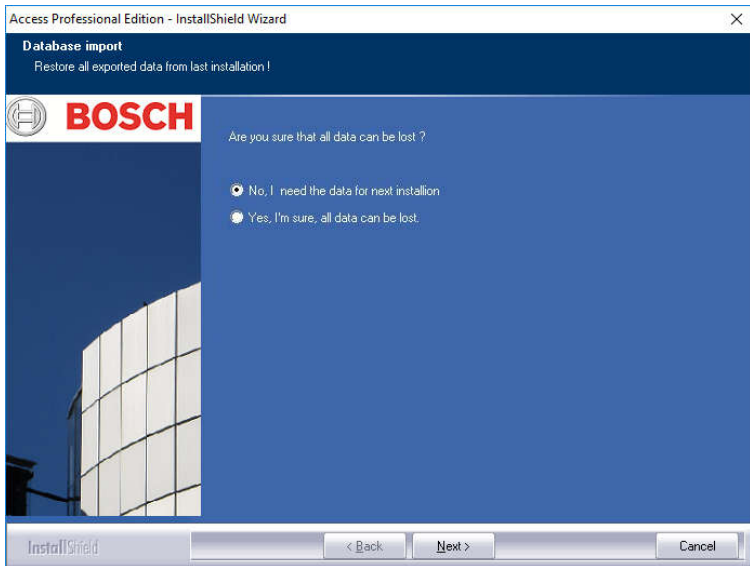 Access Professional Edition - InstallShield Wizard
Database import
Restore all exported data from last installation !
BOSCH
Are you sure that all data can be lost ?
No, I need the data for next installion
Yes, I'm sure, all data can be lost.
InstallShield
< Back
Next >
Cancel